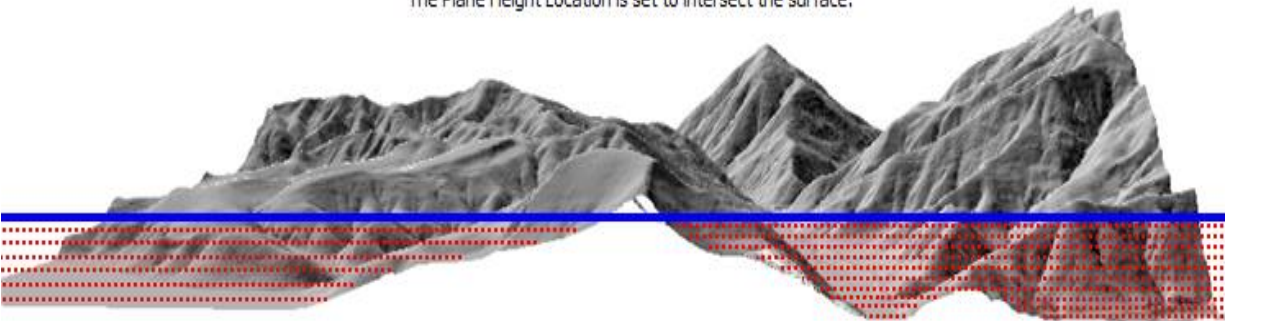 The Plane Height Location is set to intersect the surface.